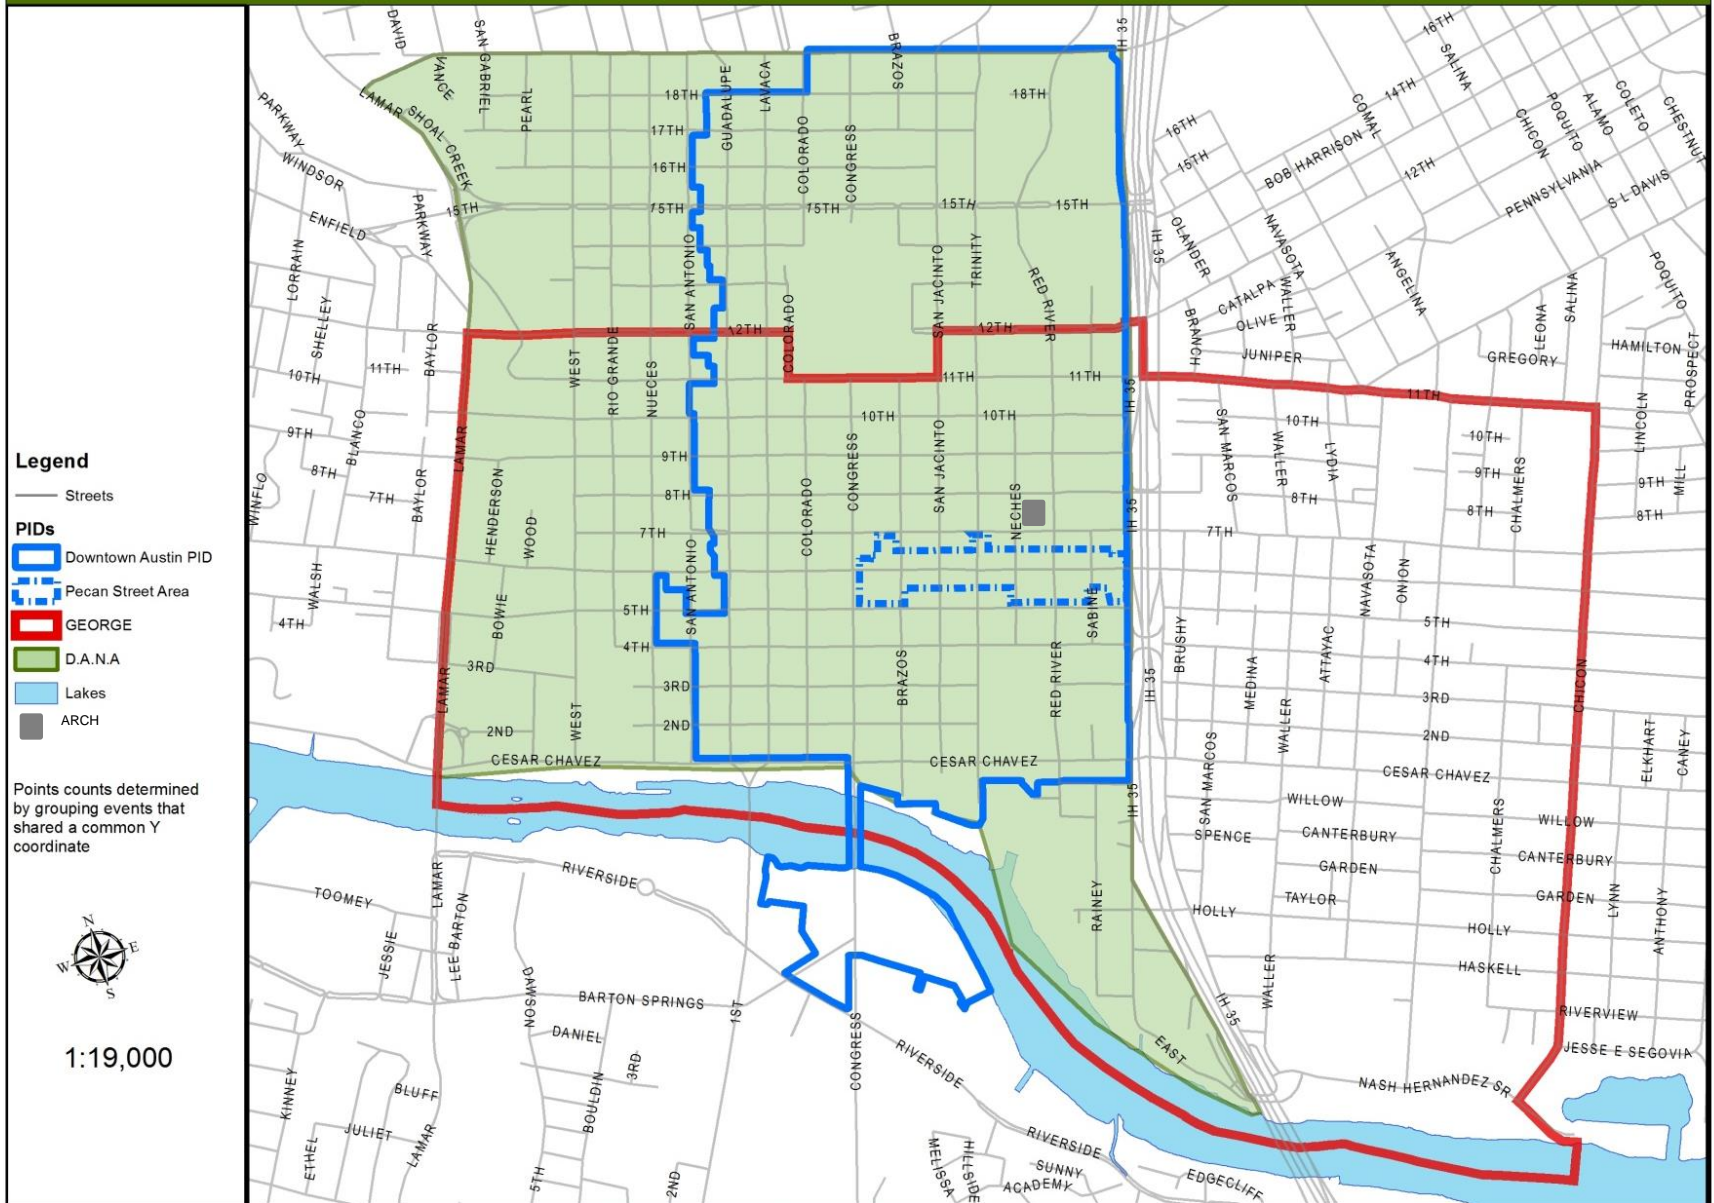 Legend
Streets
PIDs
Downtown Austin PID
Pecan Street Area
GEORGE
D.A.N.A
Lakes
ARCH
Points counts determined
by grouping events that
shared a common Y
coordinate
N
E
W
S
1:19,000
DAVID
SAN GABRIEL
BRAZOS
IH 35
16TH
SALINA
VANCE
GUADALUPE
LAVACA
PEARL
18TH
18TH
14TH
COMAL
COLETO
ALAMO
POQUITO
CHESTNUT
CHICON
PARKWAY
LAMAR
SHOAL CREEK
17TH
COLORADO
CONGRESS
16TH
BOB HARRISON
WINDSOR
16TH
15TH
12TH
PENNSYLVANIA
S L DAVIS
ENFIELD
PARKWAY
15TH
15TH
15TH
15TH
15TH
OLANDER
NAVASOTA
IH 35
LORRAIN
SAN ANTONIO
SAN JACINTO
TRINITY
RED RIVER
ANGELINA
POQUITO
SHELLEY
COLORADO
CATALPA
WALLER
SALINA
LEONA
BAYLOR
12TH
12TH
BRANCH
OLIVE
JUNIPER
GREGORY
HAMILTON
PROSPECT
11TH
10TH
WEST
RIO GRANDE
NUECES
11TH
11TH
IH 35
11TH
BLANCO
10TH
10TH
10TH
10TH
LINCOLN
9TH
LAMAR
9TH
CONGRESS
SAN JACINTO
SAN MARCOS
WALLER
LYDIA
9TH
CHALMERS
8TH
7TH
BAYLOR
WINFLO
HENDERSON
WOOD
8TH
7TH
COLORADO
NECHES
IH 35
8TH
7TH
8TH
9TH
8TH
MILL
WALSH
4TH
BOWIE
5TH
4TH
SAN ANTONIO
SABINE
NAVASOTA
ONION
5TH
4TH
3RD
LAMAR
3RD
2ND
WEST
3RD
2ND
BRAZOS
RED RIVER
BRUSHY
IH 35
MEDINA
WALLER
ATTAYAC
2ND
CHICON
ELKHART
CANEY
CESAR CHAVEZ
CESAR CHAVEZ
CESAR CHAVEZ
SAN MARCOS
IH 35
WILLOW
SPENCE
CANTERBURY
GARDEN
TAYLOR
HOLLY
CHALMERS
WILLOW
CANTERBURY
GARDEN
HOLLY
HASKELL
LYNN
ANTHONY
RIVERSIDE
TOOMEY
LAMAR
LEE BARTON
JESSIE
RAINEY
WALLER
IH 35
DAWSON
BARTON SPRINGS
1ST
DANIEL
3RD
CONGRESS
RIVERSIDE
EAST
RIVERVIEW
JESSE E SEGOVIA
NASH HERNANDEZ SR
KINNEY
BLUFF
BOULDIN
JULIET
LAMAR
ETHEL
5TH
2ND
MELISSA
HILLSIDE
RIVERSIDE
SUNNY
ACADEMY
EDGECLIFF